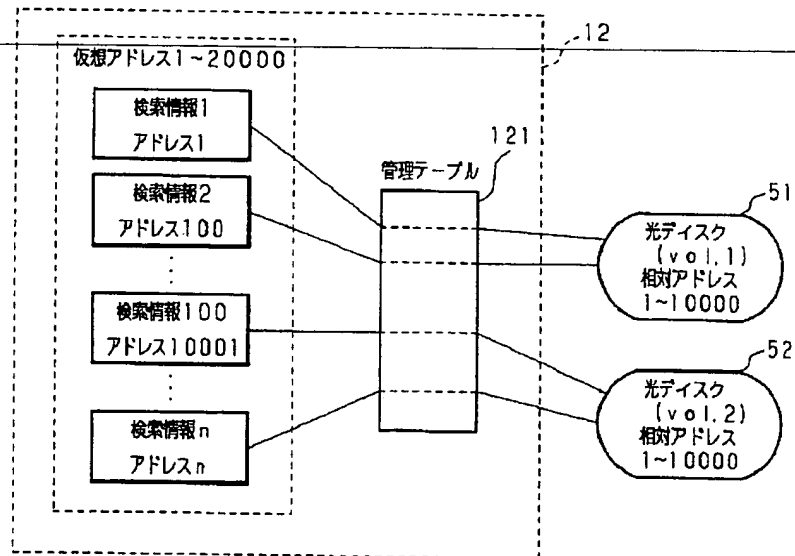 12
仮想アドレス1~20000
検索情報1
アドレス1
検索情報2
アドレス100
検索情報100
アドレス10001
検索情報n
アドレスn
管理テーブル
121
51
光ディスク
(vol,1)
相対アドレス
1~10000
52
光ディスク
(vol,2)
相対アドレス
1~10000